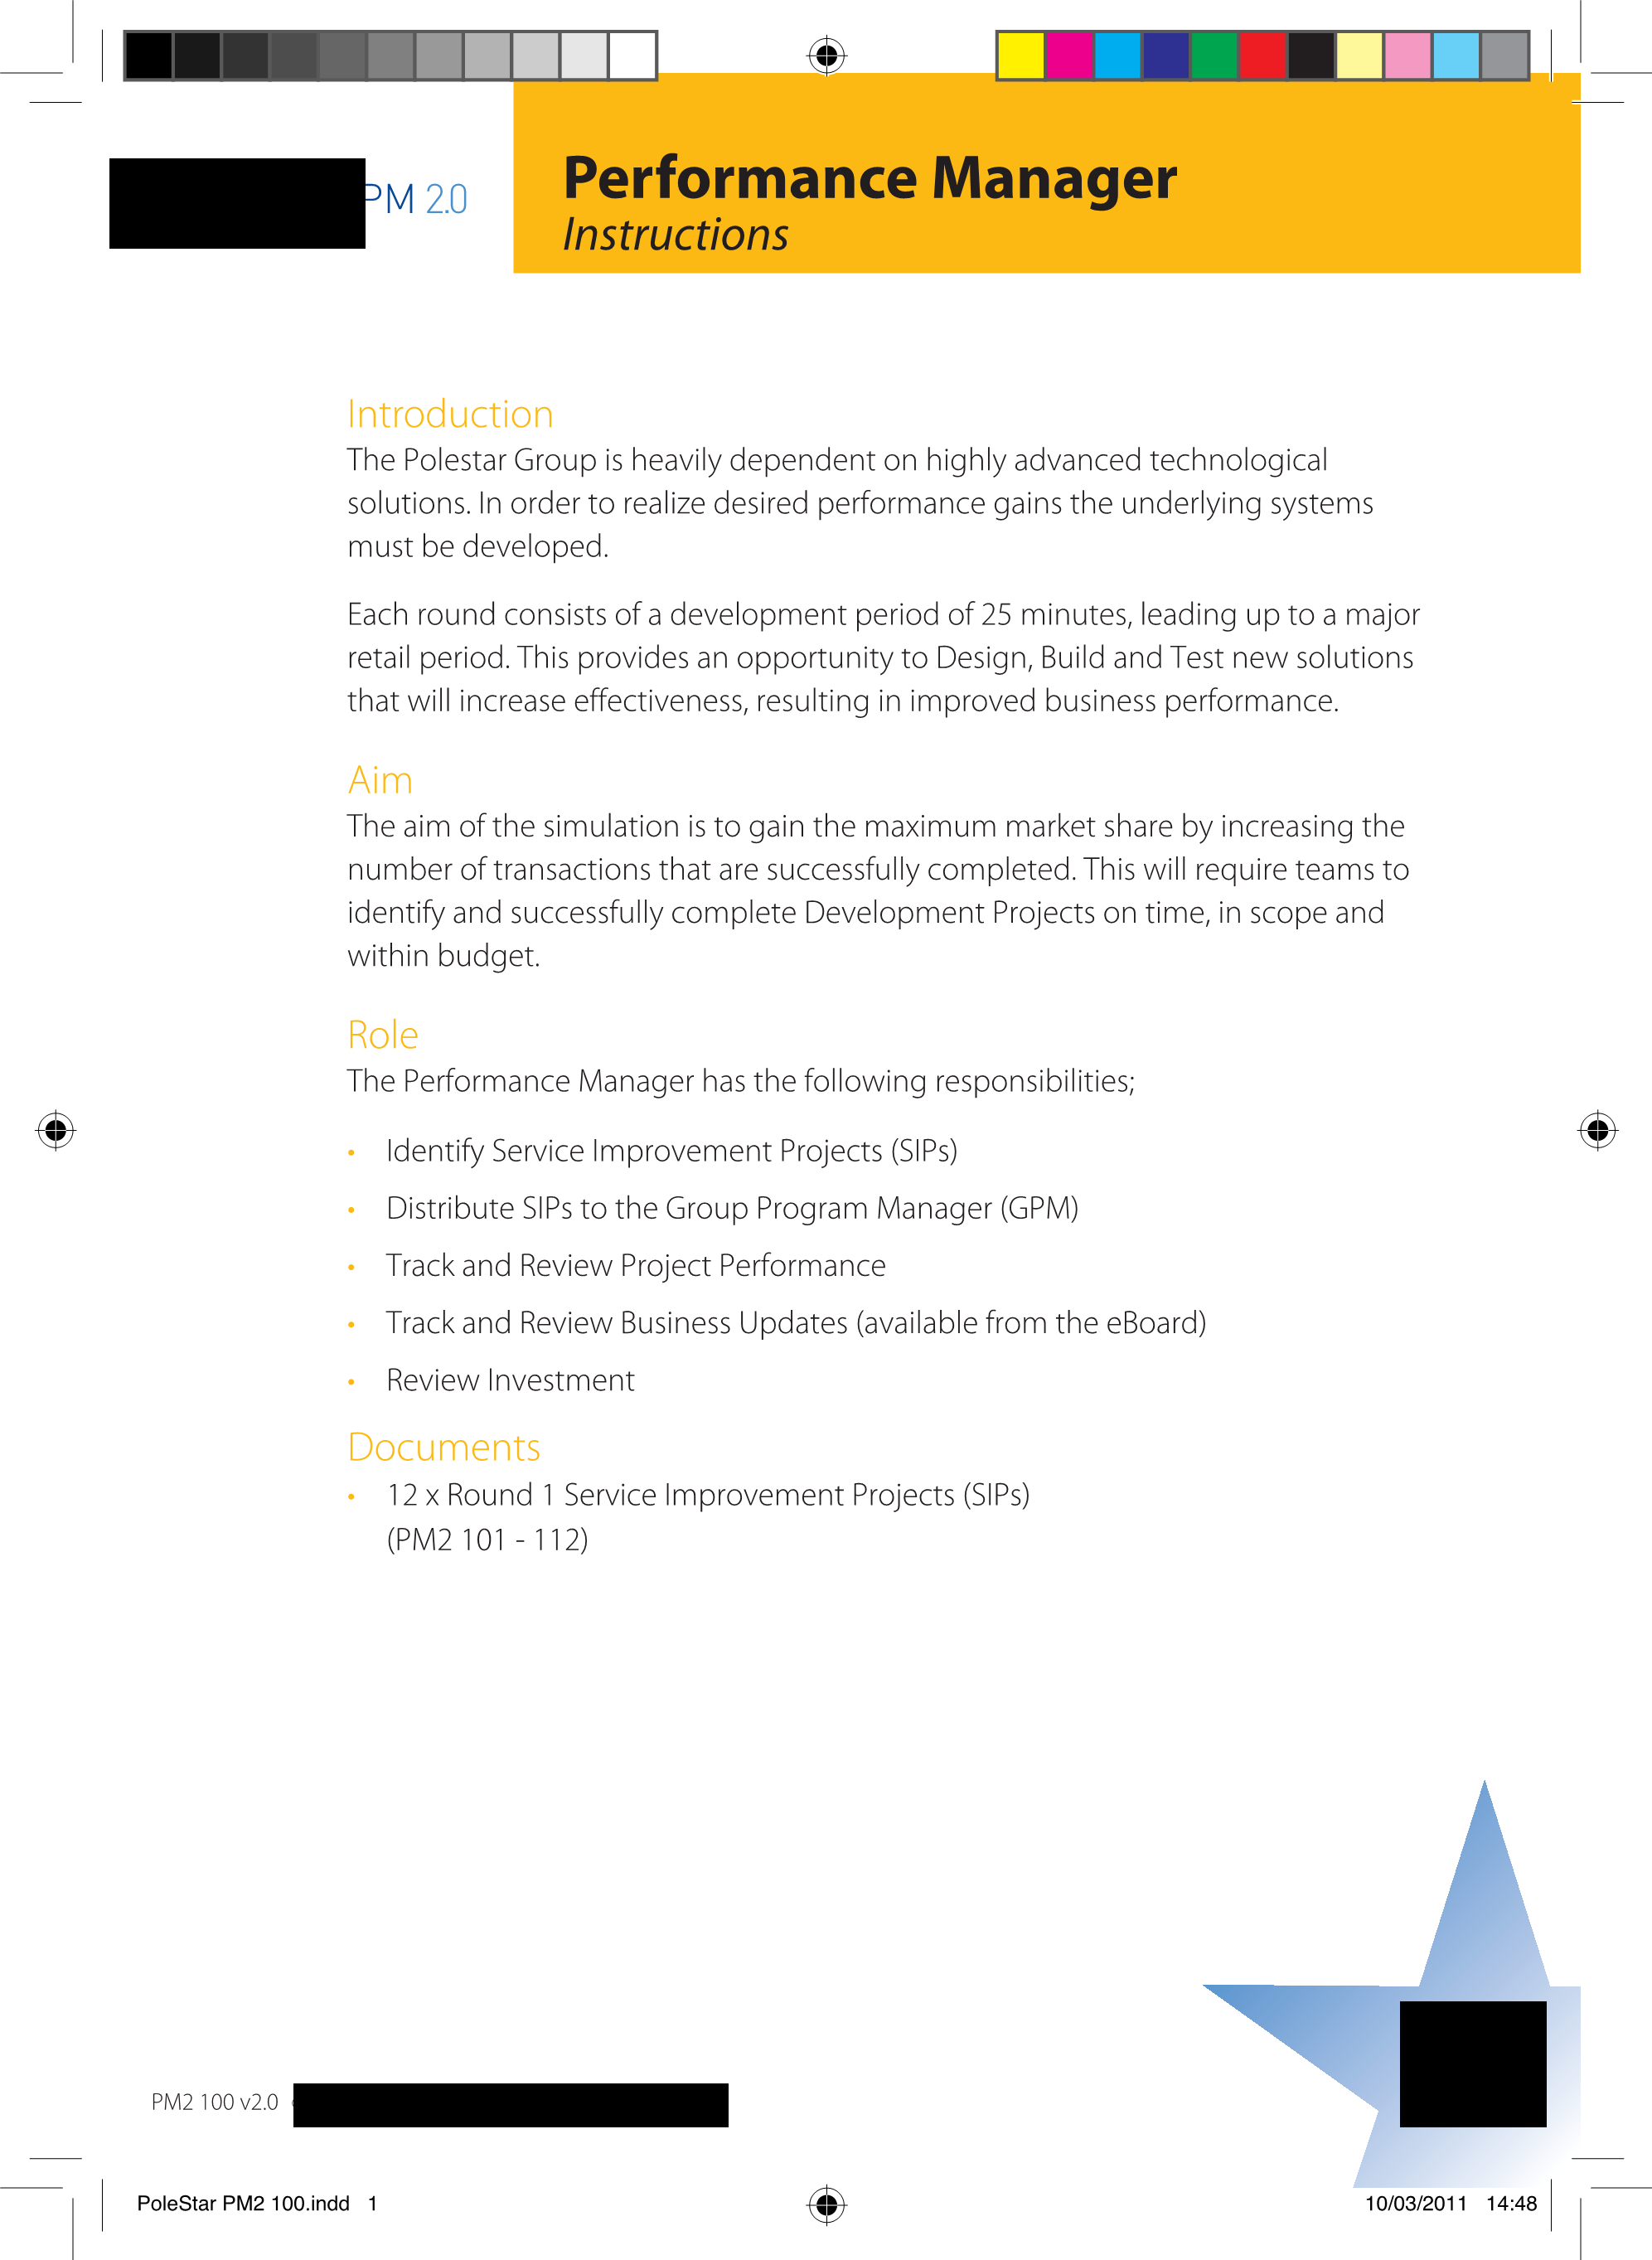 PM 2.0
Performance Manager
Instructions
Introduction
The Polestar Group is heavily dependent on highly advanced technological
solutions. In order to realize desired performance gains the underlying systems
must be developed.
Each round consists of a development period of 25 minutes, leading up to a major
retail period. This provides an opportunity to Design, Build and Test new solutions
that will increase effectiveness, resulting in improved business performance.
Aim
The aim of the simulation is to gain the maximum market share by increasing the
number of transactions that are successfully completed. This will require teams to
identify and successfully complete Development Projects on time, in scope and
within budget.
Role
The Performance Manager has the following responsibilities;
• Identify Service Improvement Projects (SIPs)
• Distribute SIPs to the Group Program Manager (GPM)
• Track and Review Project Performance
• Track and Review Business Updates (available from the eBoard)
• Review Investment
Documents
• 12 x Round 1 Service Improvement Projects (SIPs)
(PM2 101 - 112)
PM2 100 v2.0
PoleStar PM2 100.indd 1
10/03/2011 14:48